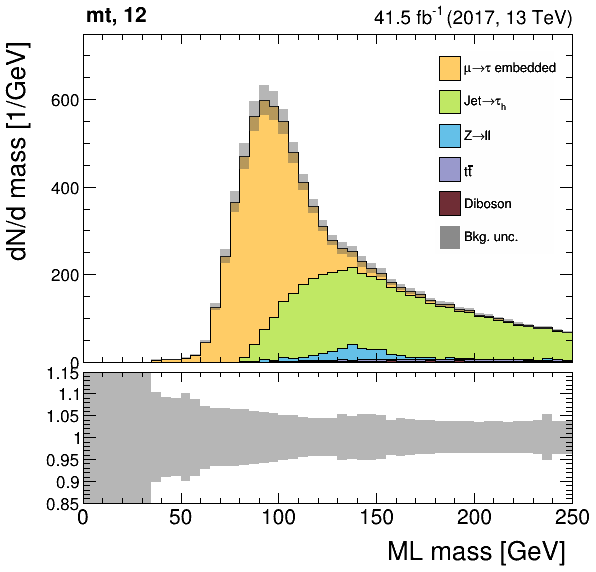 mt, 12
41.5 fb⁻¹ (2017, 13 TeV)
dN/d mass [1/GeV]
600
400
200
0
μ→τ embedded
Jet→τₕ
Z→ll
tt̄
Diboson
Bkg. unc.
1.15
1.1
1.05
1
0.95
0.9
0.85
0 50 100 150 200 250
ML mass [GeV]